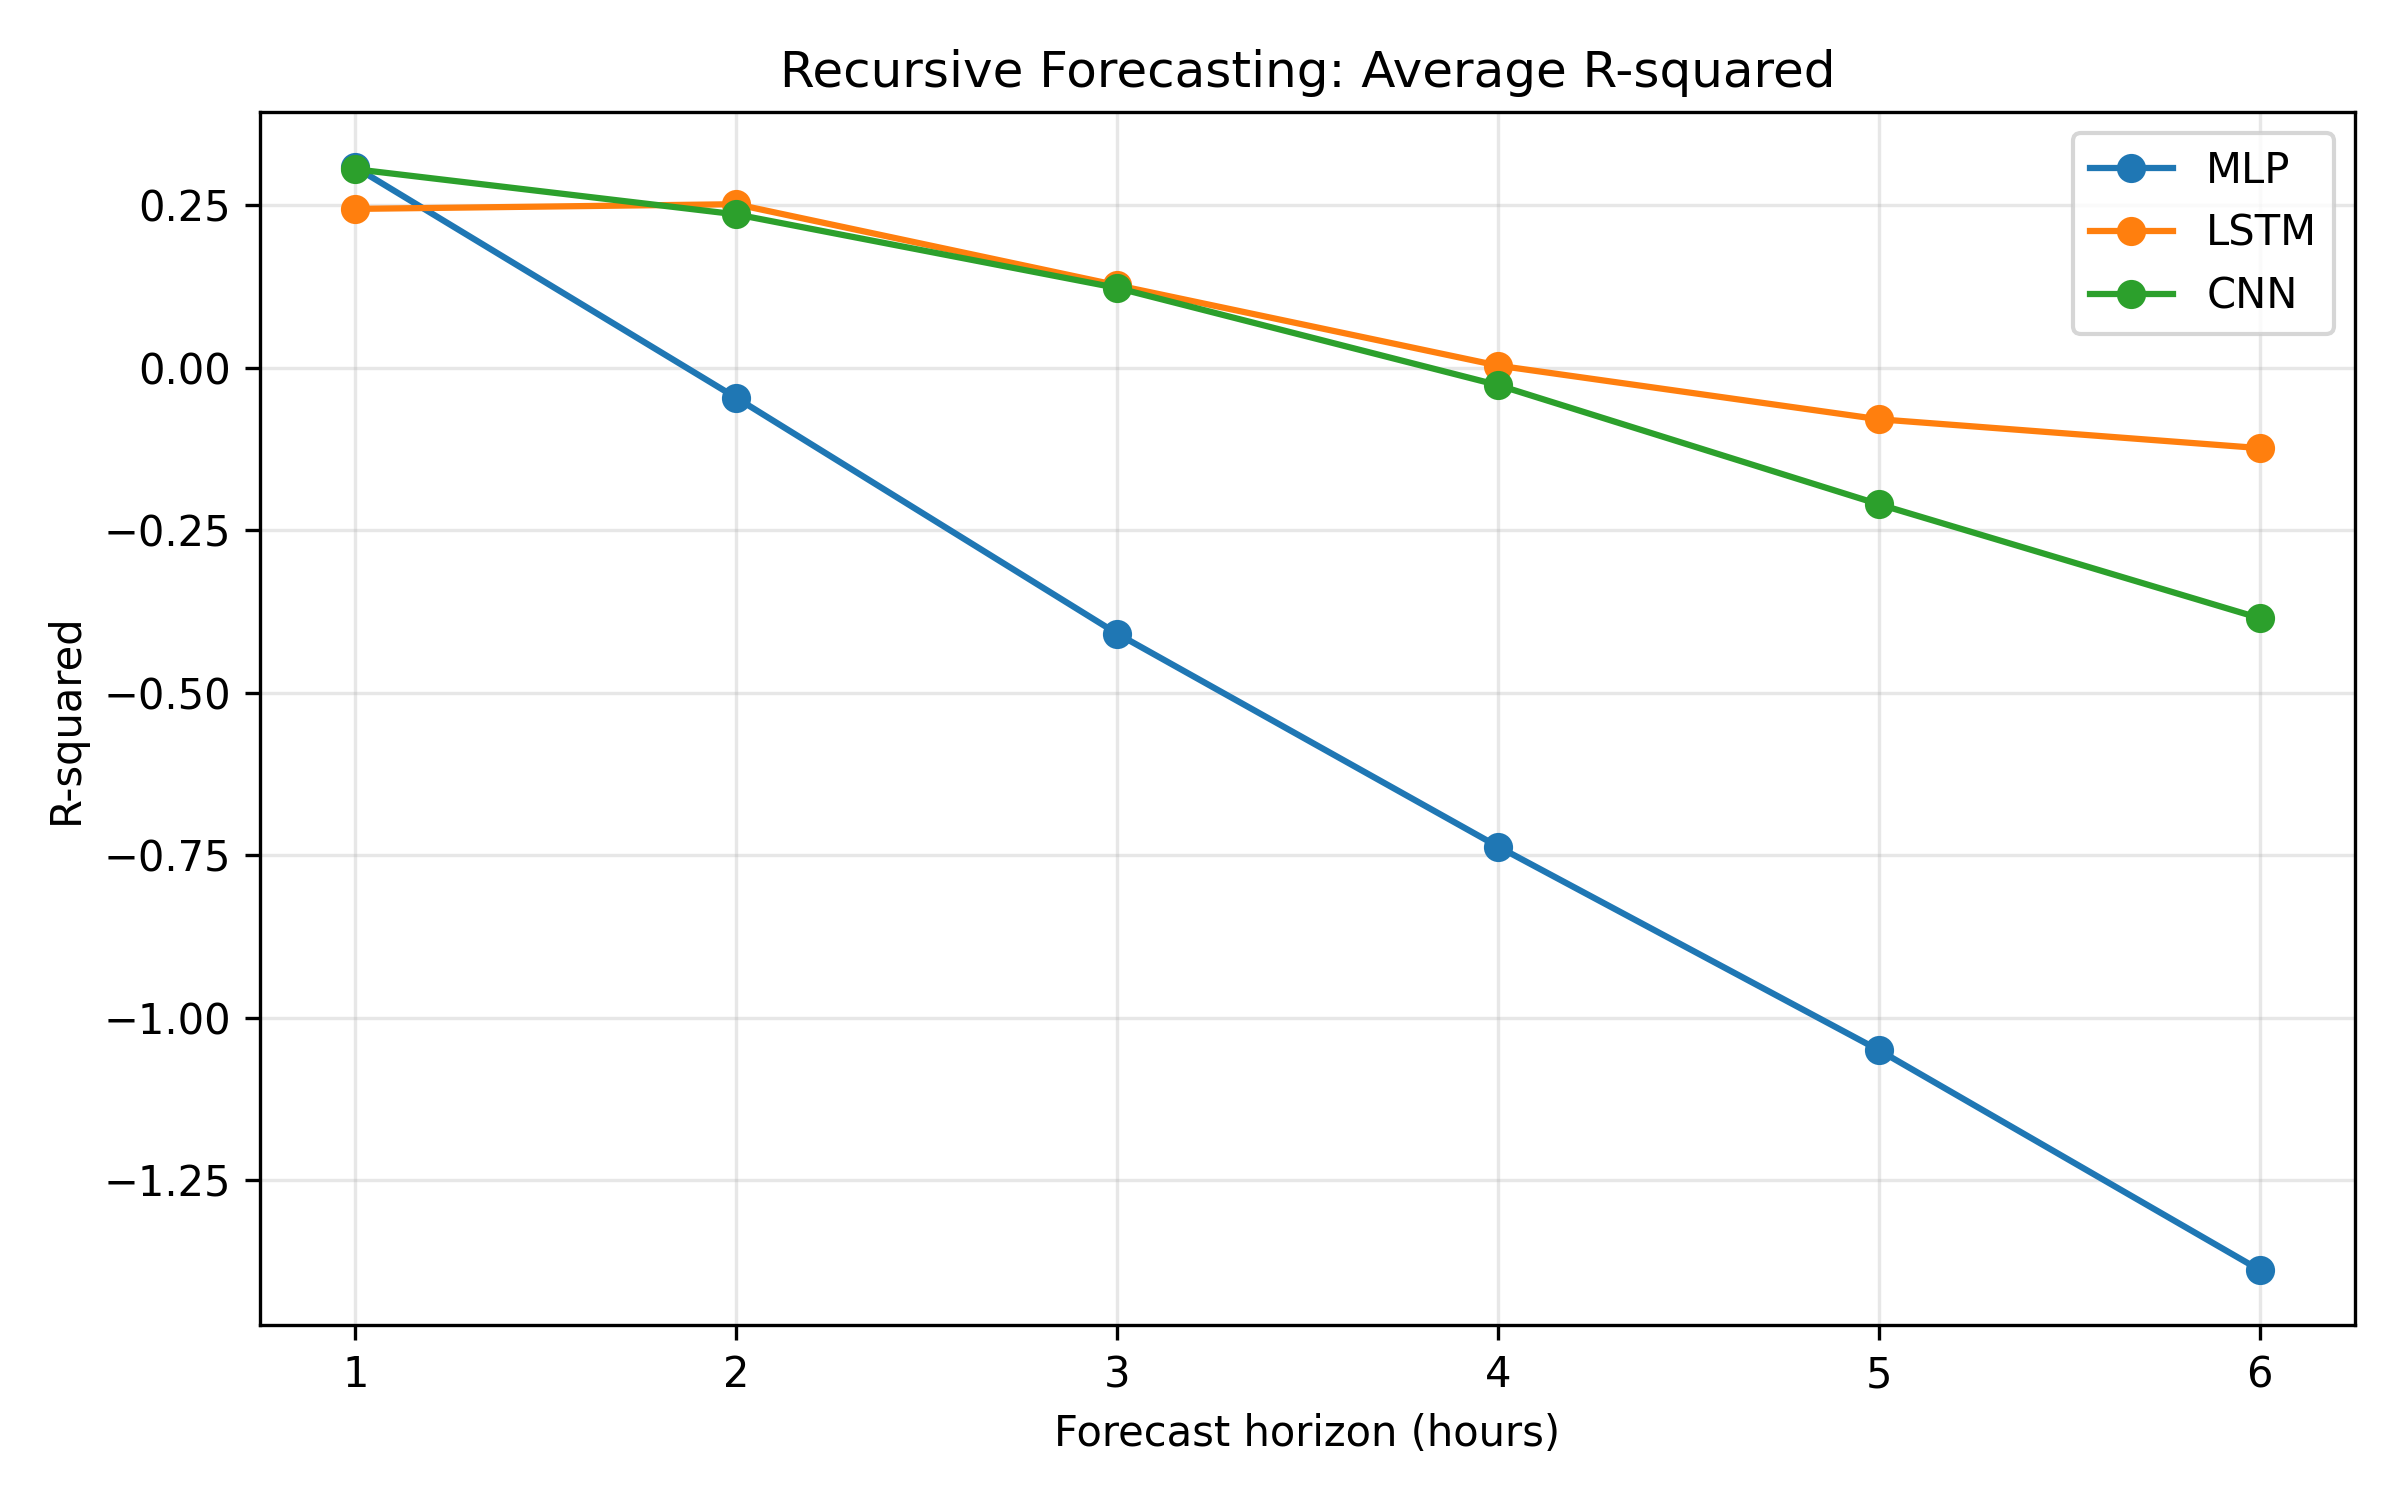 Recursive Forecasting: Average R-squared
MLP
LSTM
CNN
0.25
0.00
−0.25
−0.50
−0.75
−1.00
−1.25
R-squared
1 2 3 4 5 6
Forecast horizon (hours)